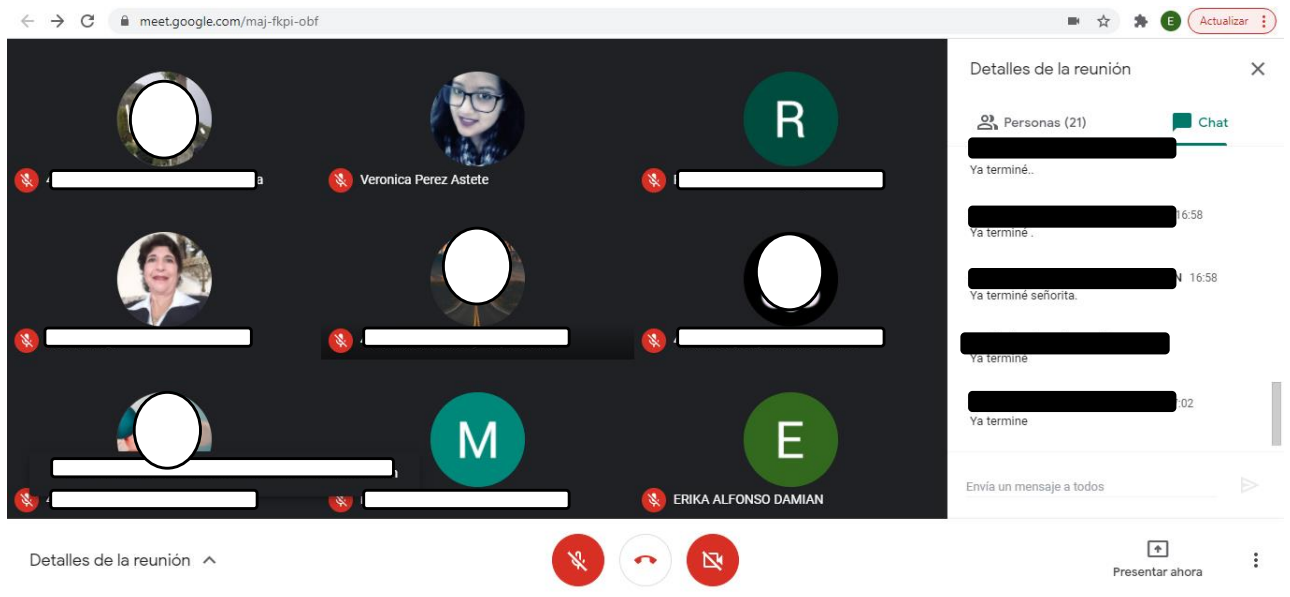 meet.google.com/maj-fkpi-obf
E
Actualizar
Detalles de la reunión
Personas (21)
Chat
Veronica Perez Astete
R
M
E
ERIKA ALFONSO DAMIAN
Ya terminé..
16:58
Ya terminé .
N 16:58
Ya terminé señorita.
Ya terminé
:02
Ya termine
Envía un mensaje a todos
Detalles de la reunión
Presentar ahora